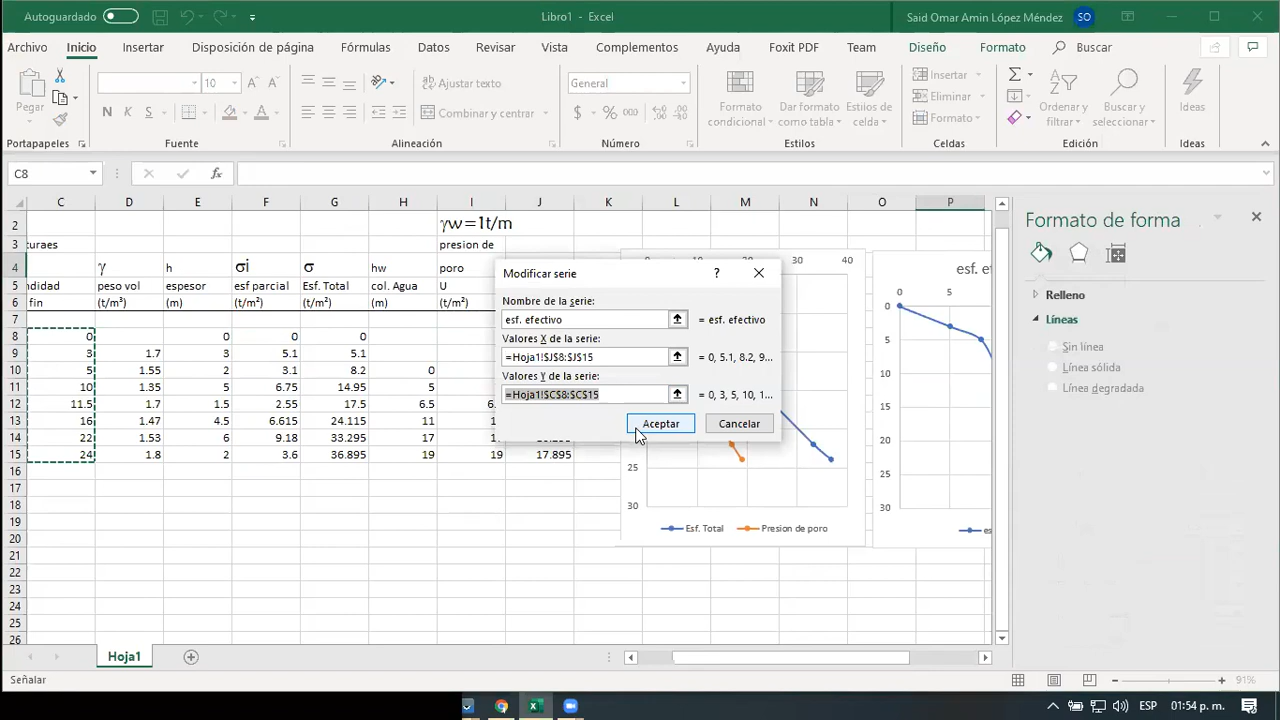 Autoguardado
Libro1 - Excel
Said Omar Amin López Méndez SO
Archivo Inicio Insertar Disposición de página Fórmulas Datos Revisar Vista Complementos Ayuda Foxit PDF Team Diseño Formato Buscar
Pegar
10
N K S
Ajustar texto
Combinar y centrar
General
$ % 000
Formato condicional
Dar formato como tabla
Estilos de celda
Insertar
Eliminar
Formato
Ordenar y filtrar
Buscar y seleccionar
Ideas
Portapapeles Fuente Alineación Número Estilos Celdas Ideas
C8 fx
C D E F G H I J K L M N O P
2 γw=1t/m
3 turaes presion de
4 γ h σi σ hw poro
5 ndidad peso vol espesor esf parcial Esf. Total col. Agua U
6 fin (t/m³) (m) (t/m²) (t/m²) (m) (t/m²)
7
8 0 0 0 0
9 3 1.7 3 5.1 5.1
10 5 1.55 2 3.1 8.2 0
11 10 1.35 5 6.75 14.95 5
12 11.5 1.7 1.5 2.55 17.5 6.5 6.5
13 16 1.47 4.5 6.615 24.115 11 11
14 22 1.53 6 9.18 33.295 17
15 24 1.8 2 3.6 36.895 19 19 17.895
16
17
18
19
20
21
22
23
24
25
26
Modificar serie ?
Nombre de la serie:
esf. efectivo = esf. efectivo
Valores X de la serie:
=Hoja1!$J$8:$J$15 = 0, 5.1, 8.2, 9...
Valores Y de la serie:
=Hoja1!$C$8:$C$15 = 0, 3, 5, 10, 1...
Aceptar Cancelar
30 40
25
30
Esf. Total Presion de poro
0 5
0
5
10
15
20
25
30
Formato de forma
Relleno
Líneas
Sin línea
Línea sólida
Línea degradada
Hoja1
Señalar
91%
ESP 01:54 p. m.